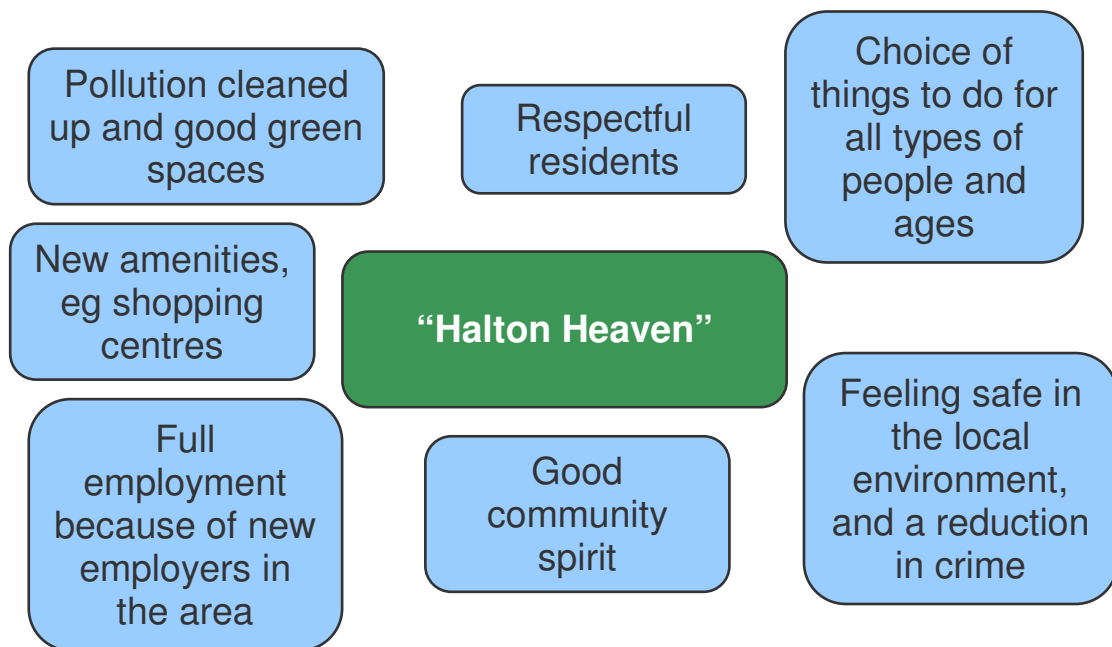 Pollution cleaned
up and good green
spaces
Respectful
residents
Choice of
things to do for
all types of
people and
ages
New amenities,
eg shopping
centres
“Halton Heaven”
Full
employment
because of new
employers in
the area
Good
community
spirit
Feeling safe in
the local
environment,
and a reduction
in crime